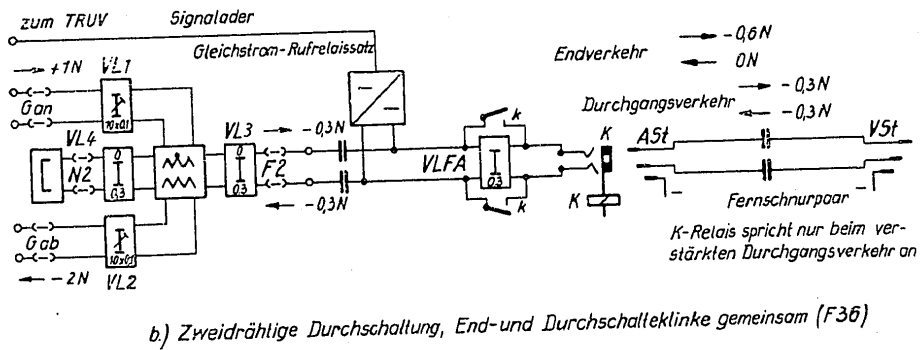 zum TRUV Signalader
Gleichstrom-Rufrelaissatz
Endverkehr
-0,6N
0N
Durchgangsverkehr
-0,3N
-0,3N
+1N
VL1
Gan
10x0,1
VL4
N2
0
0,3
VL3
0
0,3
-0,3N
F2
-0,3N
k
VLFA
0,3
k
K
K
ASt
VSt
Fernschnurpaar
K-Relais spricht nur beim ver-
stärkten Durchgangsverkehr an
Gab
10x0,1
VL2
-2N
b.) Zweidrähtige Durchschaltung, End-und Durchschalteklinke gemeinsam (F36)